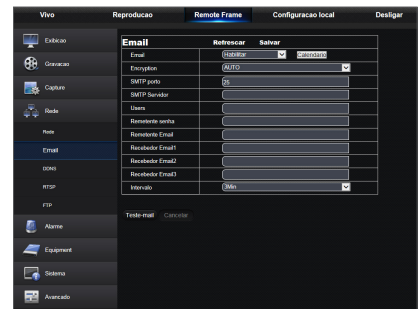 Vivo Reproducao Remote Frame Configuracao local Desligar
Exibicao
Gravacao
Capture
Rede
Rede
Email
DDNS
RTSP
FTP
Alarme
Equipment
Sistema
Avancado
Email Refrescar Salvar
Email Habilitar Calendario
Encryption AUTO
SMTP porto 25
SMTP Servidor
Users
Remetente senha
Remetente Email
Recebedor Email1
Recebedor Email2
Recebedor Email3
Intervalo 3Min
Teste-mail Cancelar